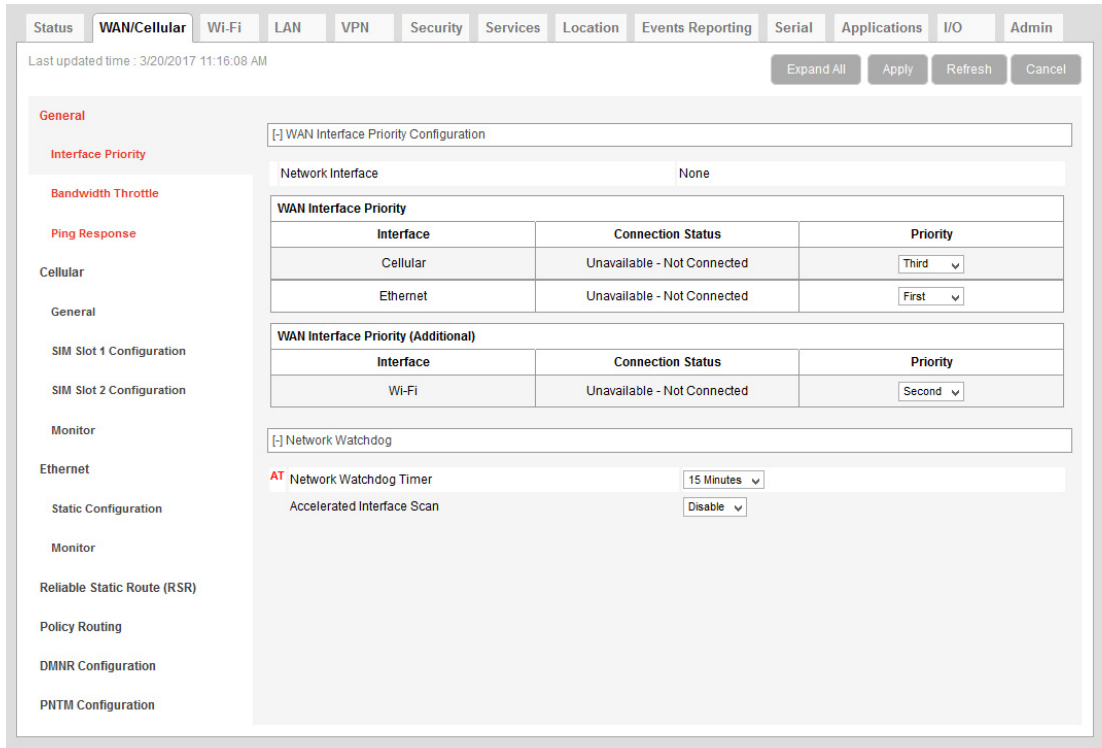 Status WAN/Cellular Wi-Fi LAN VPN Security Services Location Events Reporting Serial Applications I/O Admin
Last updated time : 3/20/2017 11:16:08 AM
Expand All Apply Refresh Cancel
General
Interface Priority
Bandwidth Throttle
Ping Response
Cellular
General
SIM Slot 1 Configuration
SIM Slot 2 Configuration
Monitor
Ethernet
Static Configuration
Monitor
Reliable Static Route (RSR)
Policy Routing
DMNR Configuration
PNTM Configuration
[-] WAN Interface Priority Configuration
Network Interface None
WAN Interface Priority
Interface Connection Status Priority
Cellular Unavailable - Not Connected Third
Ethernet Unavailable - Not Connected First
WAN Interface Priority (Additional)
Interface Connection Status Priority
Wi-Fi Unavailable - Not Connected Second
[-] Network Watchdog
AT Network Watchdog Timer 15 Minutes
Accelerated Interface Scan Disable